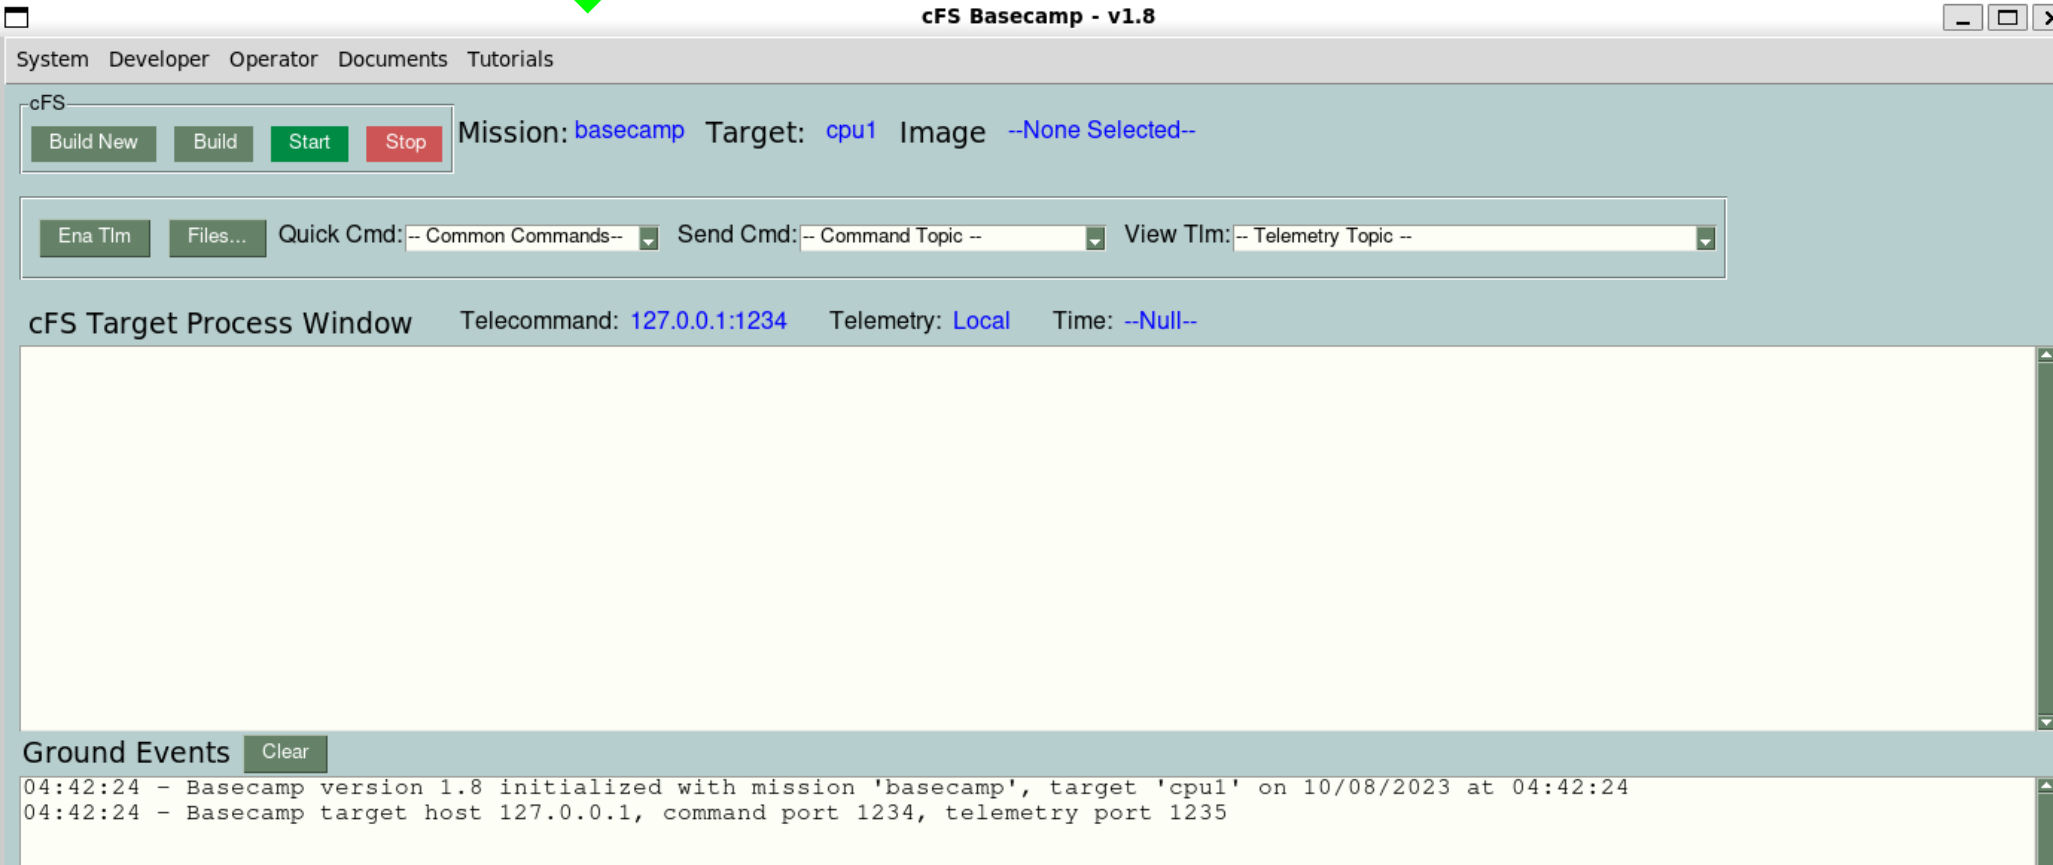 cFS Basecamp - v1.8
System Developer Operator Documents Tutorials
cFS
Build New Build Start Stop Mission: basecamp Target: cpu1 Image --None Selected--
Ena Tlm Files... Quick Cmd: -- Common Commands-- Send Cmd: -- Command Topic -- View Tlm: -- Telemetry Topic --
cFS Target Process Window Telecommand: 127.0.0.1:1234 Telemetry: Local Time: --Null--
Ground Events Clear
04:42:24 - Basecamp version 1.8 initialized with mission 'basecamp', target 'cpu1' on 10/08/2023 at 04:42:24
04:42:24 - Basecamp target host 127.0.0.1, command port 1234, telemetry port 1235